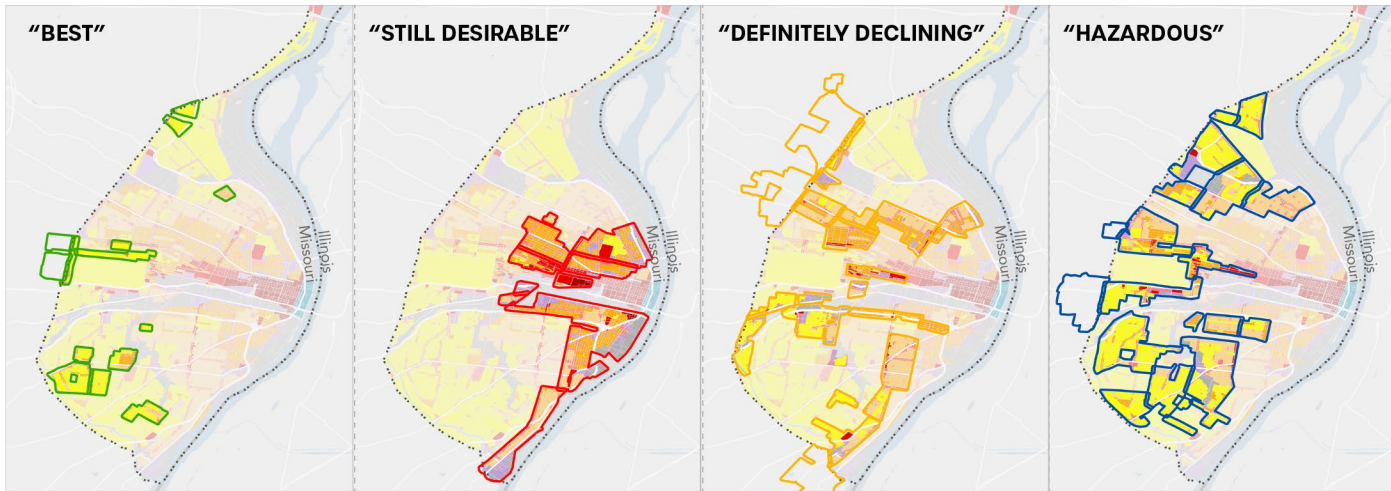 “BEST”
“STILL DESIRABLE”
“DEFINITELY DECLINING”
“HAZARDOUS”
Illinois
Missouri
Illinois
Missouri
Illinois
Missouri
Illinois
Missouri